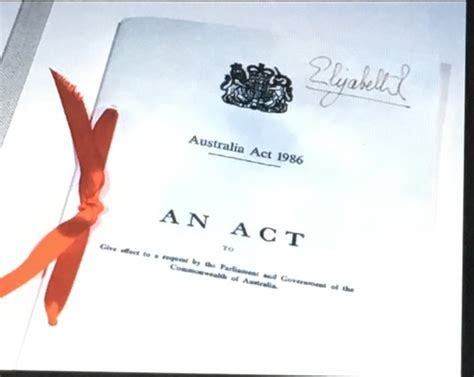 Elizabeth R
Australia Act 1986
AN ACT
TO
Give effect to a request by the Parliament and Government of the
Commonwealth of Australia.